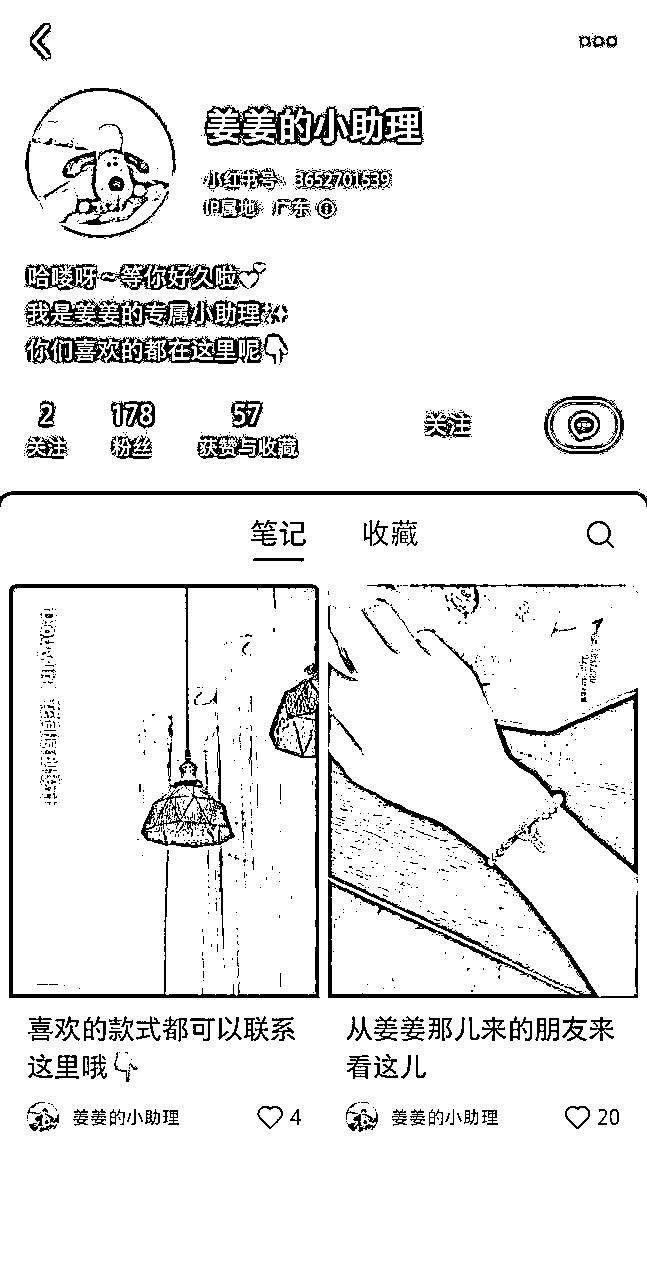 姜姜的小助理
小红书号：3652701539
IP属地：广东
哈喽呀～等你好久啦💕
我是姜姜的专属小助理✨
你们喜欢的都在这里呢👇
2 178 57
关注 粉丝 获赞与收藏 关注
笔记 收藏
喜欢的款式都可以联系
这里哦👇
姜姜的小助理 4
从姜姜那儿来的朋友来
看这儿
姜姜的小助理 20